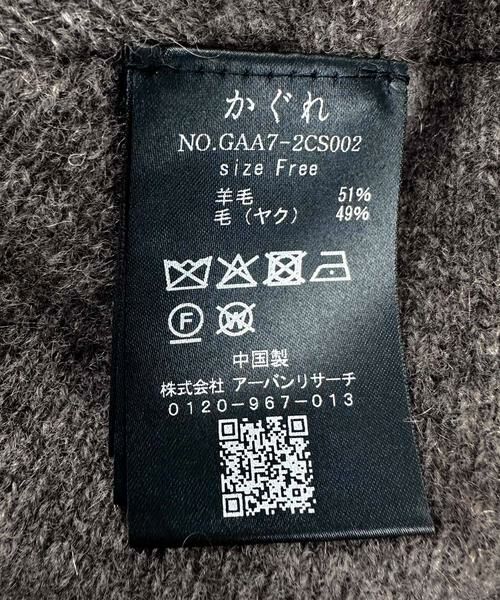 かぐれ
NO.GAA7-2CS002
size Free
羊毛 51%
毛（ヤク） 49%
F
W
中国製
株式会社 アーバンリサーチ
0120-967-013